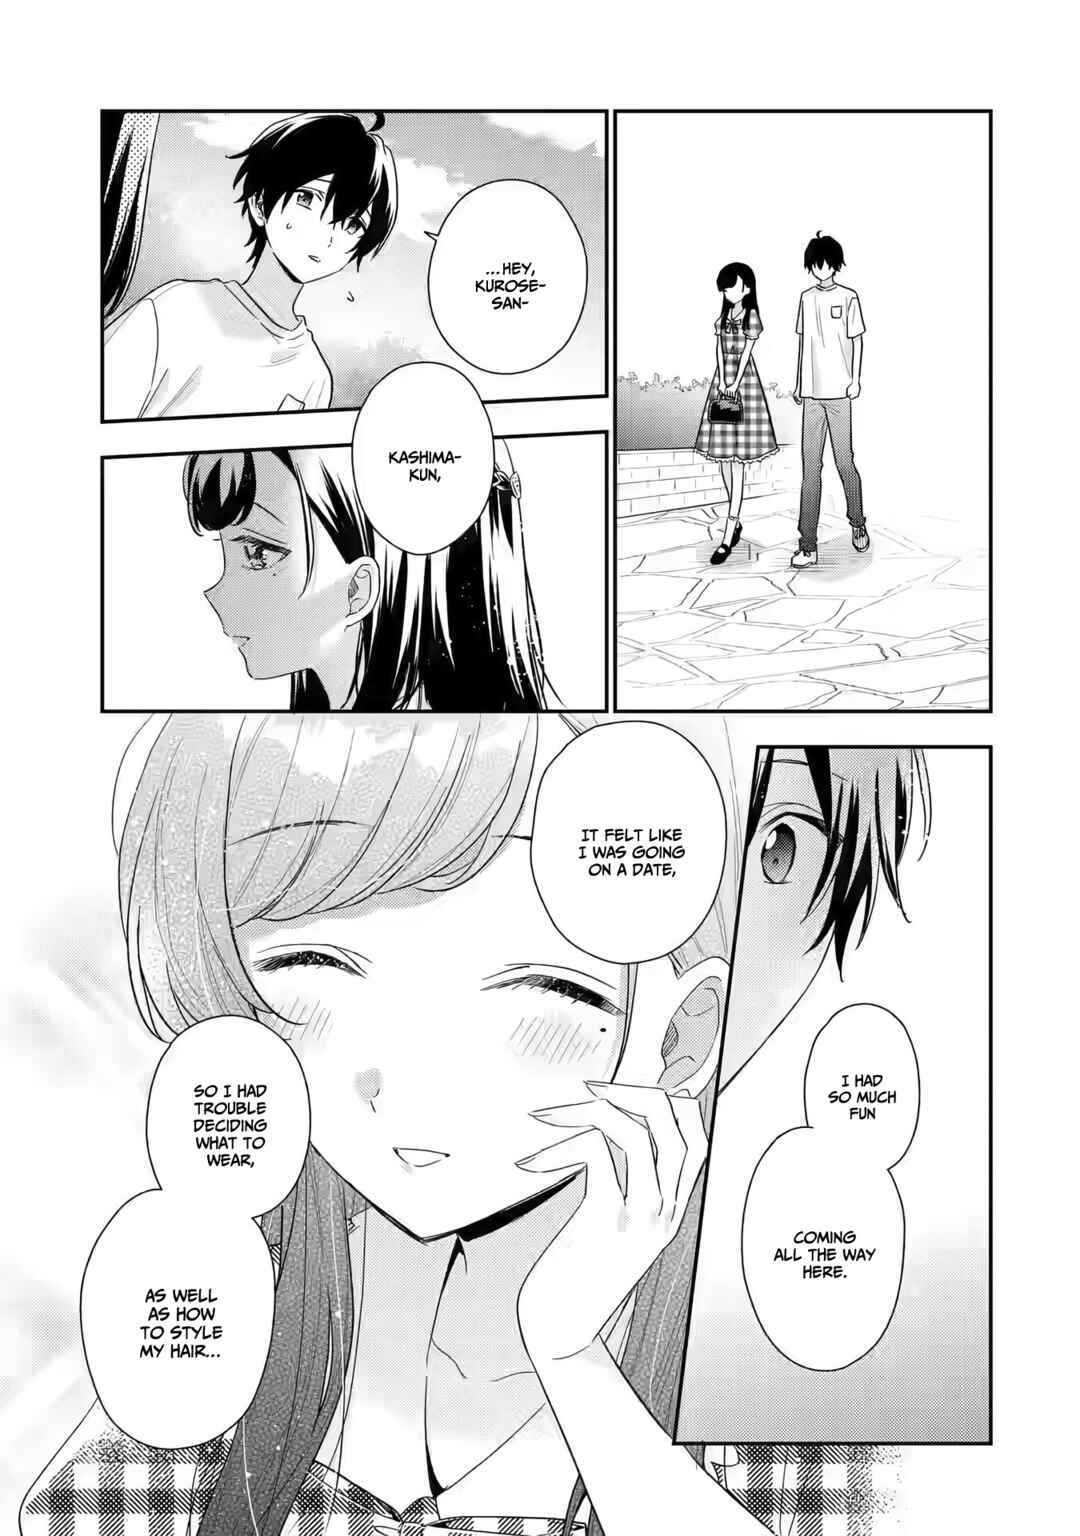 ...HEY,
KUROSE-
SAN-
KASHIMA-
KUN,
I HAD
SO MUCH
FUN
COMING
ALL THE WAY
HERE.
IT FELT LIKE
I WAS GOING
ON A DATE,
SO I HAD
TROUBLE
DECIDING
WHAT TO
WEAR,
AS WELL
AS HOW
TO STYLE
MY HAIR...